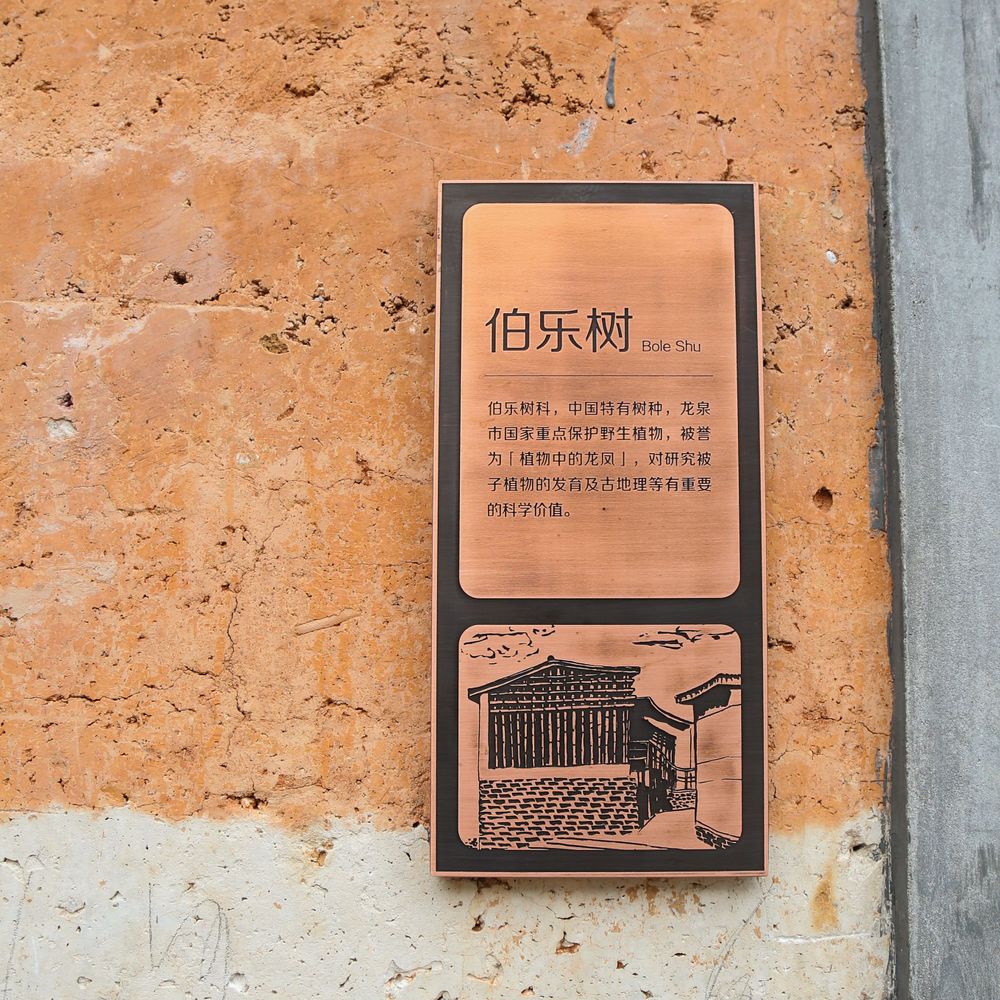 伯乐树 Bole Shu
伯乐树科，中国特有树种，龙泉
市国家重点保护野生植物，被誉
为「植物中的龙凤」，对研究被
子植物的发育及古地理等有重要
的科学价值。